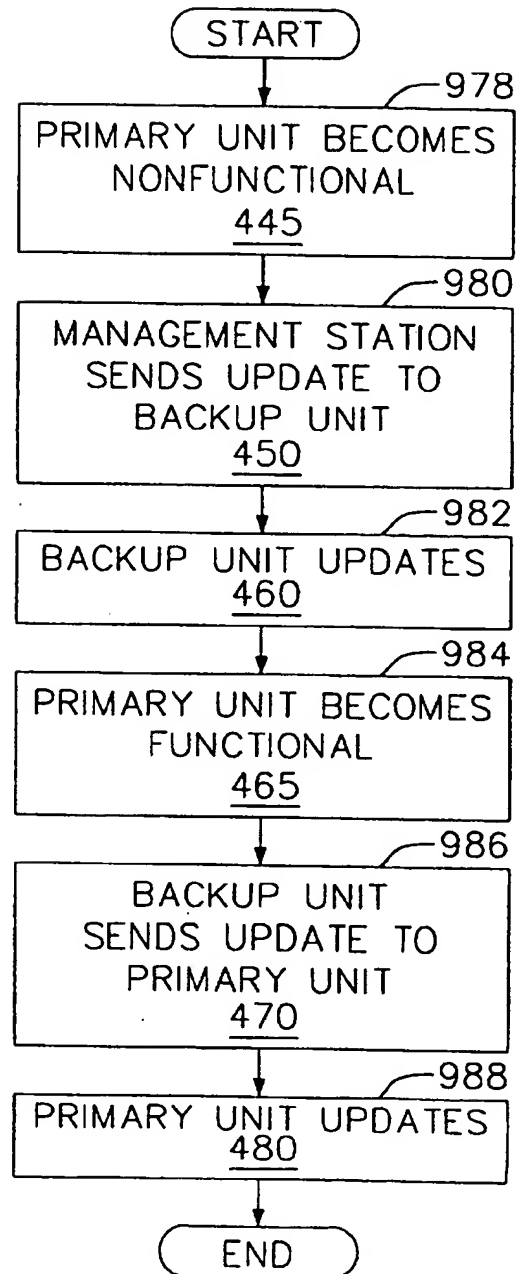 START
978
PRIMARY UNIT BECOMES
NONFUNCTIONAL
445
980
MANAGEMENT STATION
SENDS UPDATE TO
BACKUP UNIT
450
982
BACKUP UNIT UPDATES
460
984
PRIMARY UNIT BECOMES
FUNCTIONAL
465
986
BACKUP UNIT
SENDS UPDATE TO
PRIMARY UNIT
470
988
PRIMARY UNIT UPDATES
480
END